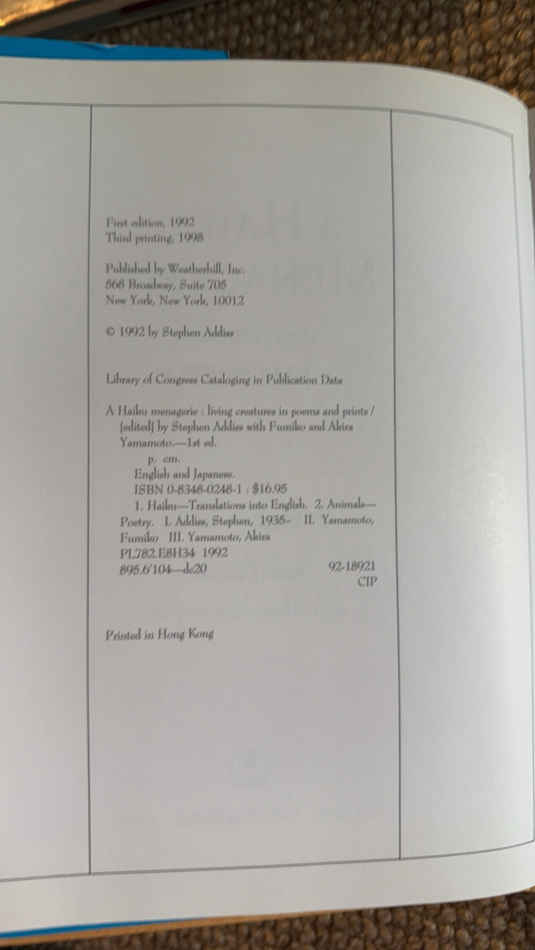 First edition, 1992
Third printing, 1998
Published by Weatherhill, Inc.
568 Broadway, Suite 705
New York, New York, 10012
© 1992 by Stephen Addiss
Library of Congress Cataloging in Publication Data
A Haiku menagerie : living creatures in poems and prints /
[edited] by Stephen Addiss with Fumiko and Akira
Yamamoto.—1st ed.
p. cm.
English and Japanese.
ISBN 0-8348-0248-1 : $16.95
1. Haiku—Translations into English. 2. Animals—
Poetry. I. Addiss, Stephen, 1935– II. Yamamoto,
Fumiko III. Yamamoto, Akira
PL782.E8H34 1992
895.6'104—dc20 92-18921
CIP
Printed in Hong Kong